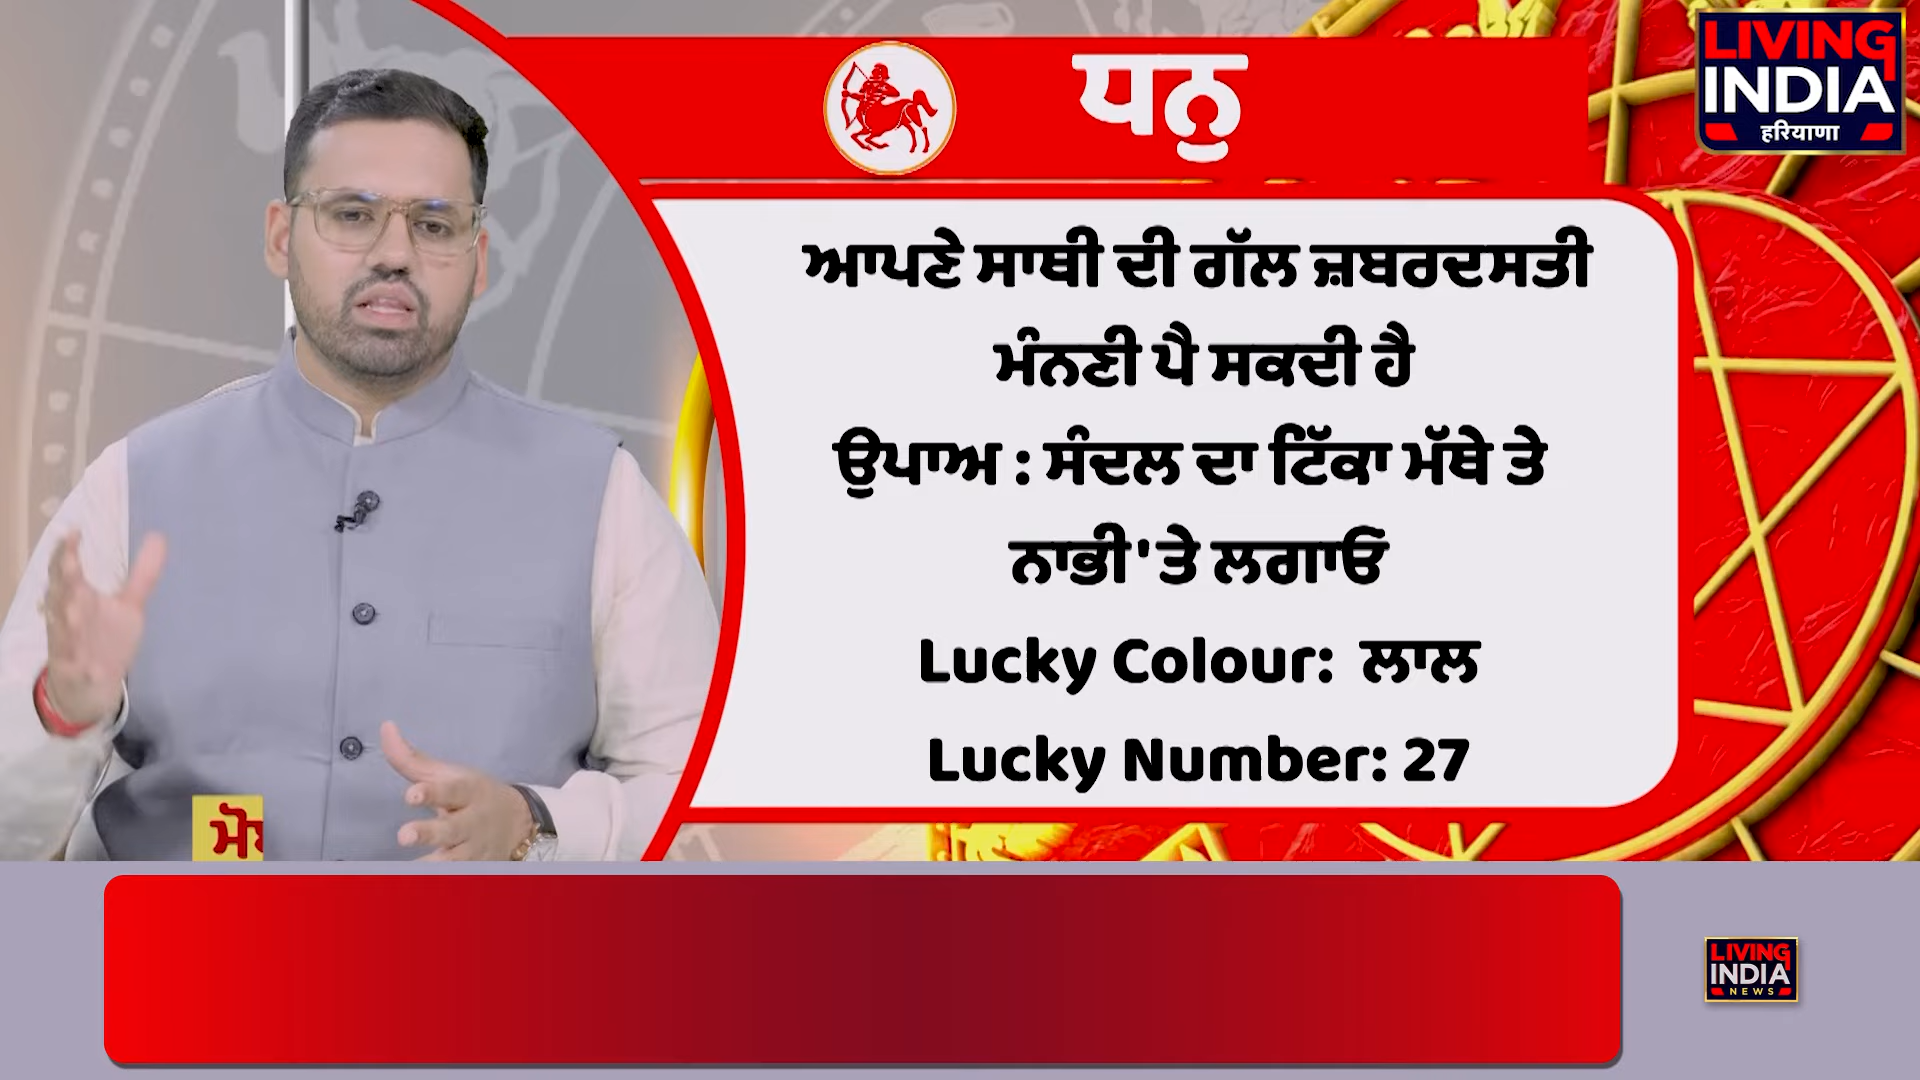 ਧਨੁ
LIVING
INDIA
हरियाणा
ਆਪਣੇ ਸਾਥੀ ਦੀ ਗੱਲ ਜ਼ਬਰਦਸਤੀ
ਮੰਨਣੀ ਪੈ ਸਕਦੀ ਹੈ
ਉਪਾਅ : ਸੰਦਲ ਦਾ ਟਿੱਕਾ ਮੱਥੇ ਤੇ
ਨਾਭੀ 'ਤੇ ਲਗਾਓਂ
Lucky Colour: ਲਾਲ
Lucky Number: 27
LIVING
INDIA
NEWS